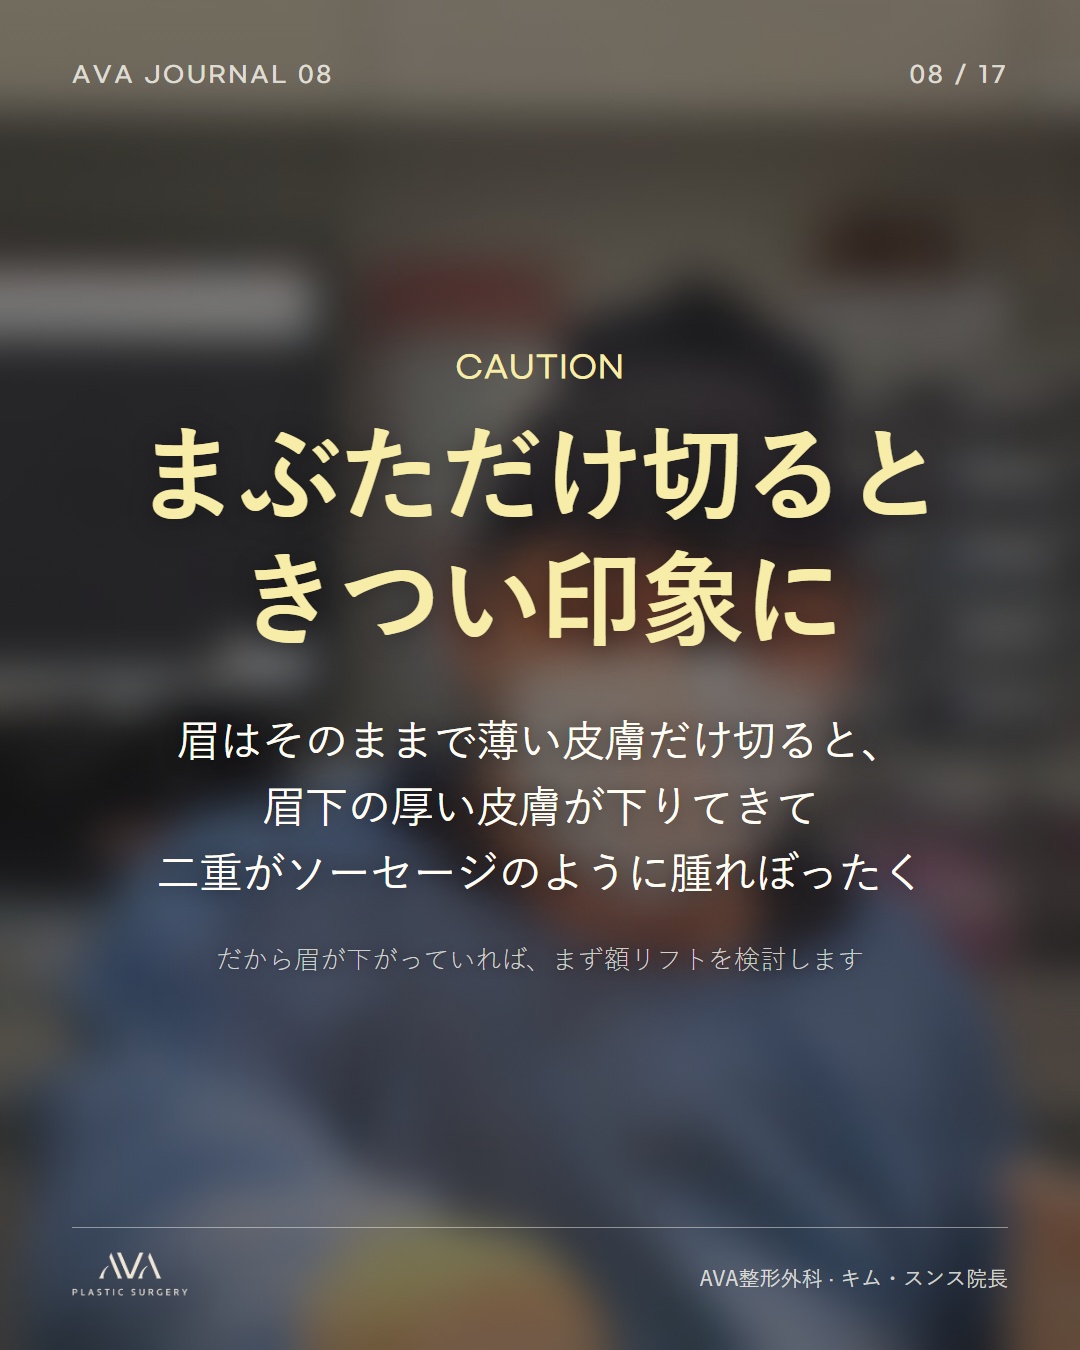 AVA JOURNAL 08
08 / 17
CAUTION
まぶただけ切ると
きつい印象に
眉はそのままで薄い皮膚だけ切ると、
眉下の厚い皮膚が下りてきて
二重がソーセージのように腫れぼったく
だから眉が下がっていれば、まず額リフトを検討します
AVA
PLASTIC SURGERY
AVA整形外科 · キム・スンス院長